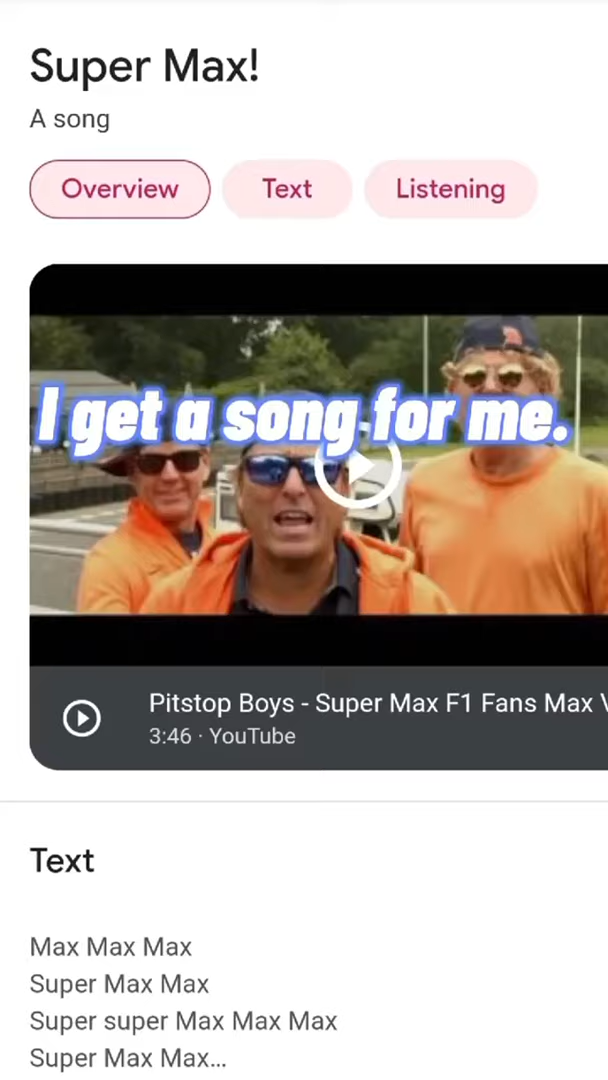 Super Max!
A song
Overview Text Listening
I get a song for me.
Pitstop Boys - Super Max F1 Fans Max
3:46 · YouTube
Text
Max Max Max
Super Max Max
Super super Max Max Max
Super Max Max...